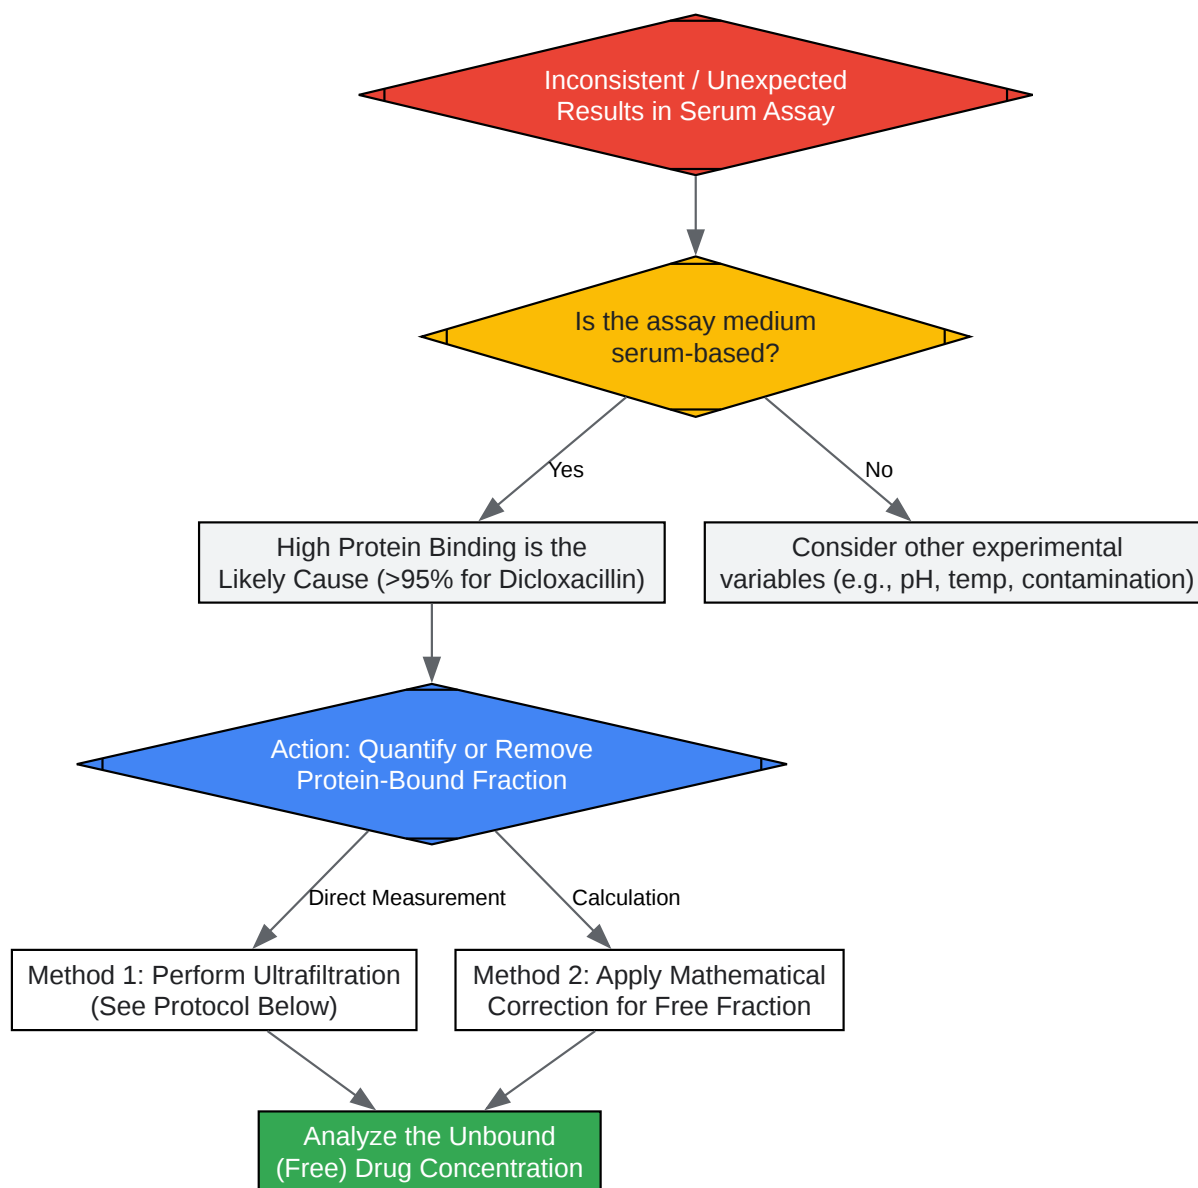 Inconsistent / Unexpected
Results in Serum Assay
Is the assay medium
serum-based?
Yes
No
High Protein Binding is the
Likely Cause (>95% for Dicloxacillin)
Consider other experimental
variables (e.g., pH, temp, contamination)
Action: Quantify or Remove
Protein-Bound Fraction
Direct Measurement
Calculation
Method 1: Perform Ultrafiltration
(See Protocol Below)
Method 2: Apply Mathematical
Correction for Free Fraction
Analyze the Unbound
(Free) Drug Concentration